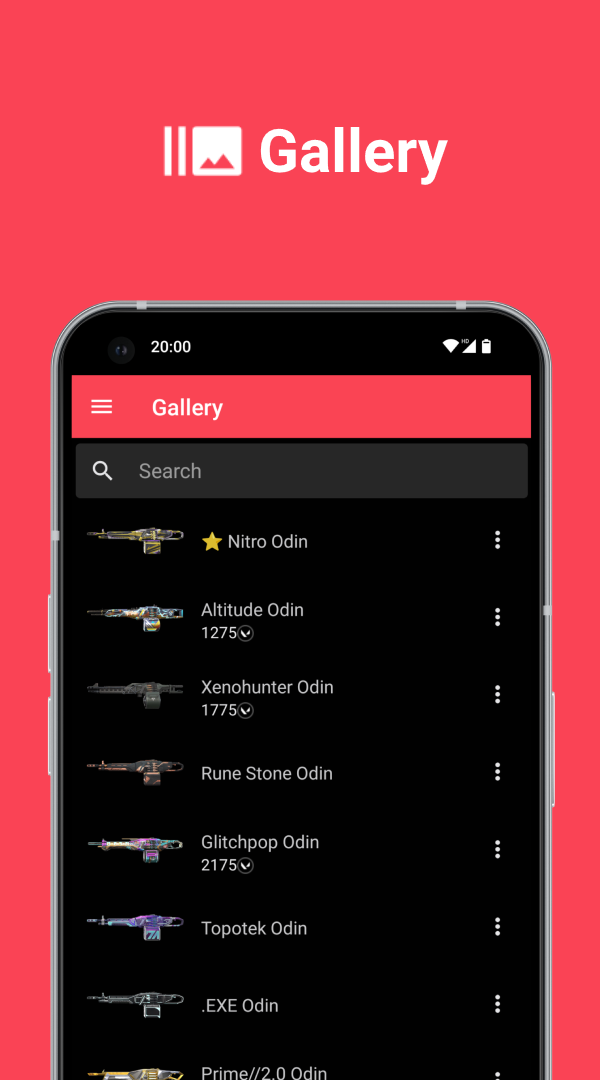 Gallery
20:00
HD
Gallery
Search
Nitro Odin
Altitude Odin
1275
Xenohunter Odin
1775
Rune Stone Odin
Glitchpop Odin
2175
Topotek Odin
.EXE Odin
Prime//2.0 Odin